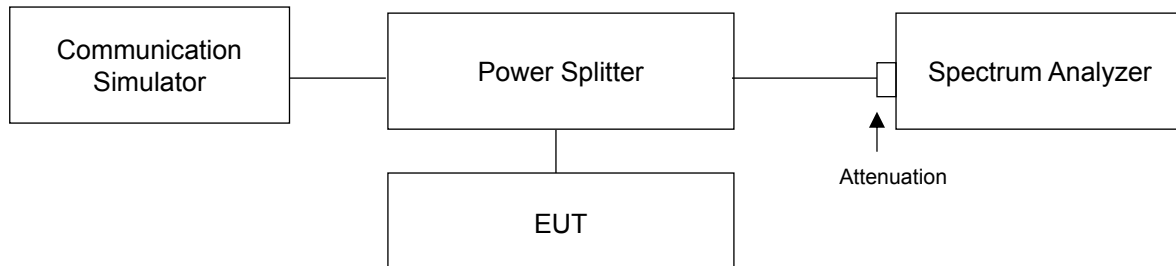 Communication
Simulator
Power Splitter
Spectrum Analyzer
Attenuation
EUT